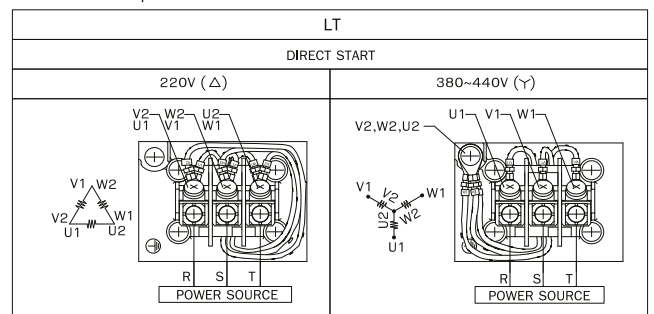 LT
DIRECT START
220V (△)
380~440V (Y)
V2 W2 U2
U1 V1 W1
V1 W2
V2 W1
U1 U2
R S T
POWER SOURCE
U1 V1 W1
V2,W2,U2
V1 V2 W1
U2 W2
U1
R S T
POWER SOURCE